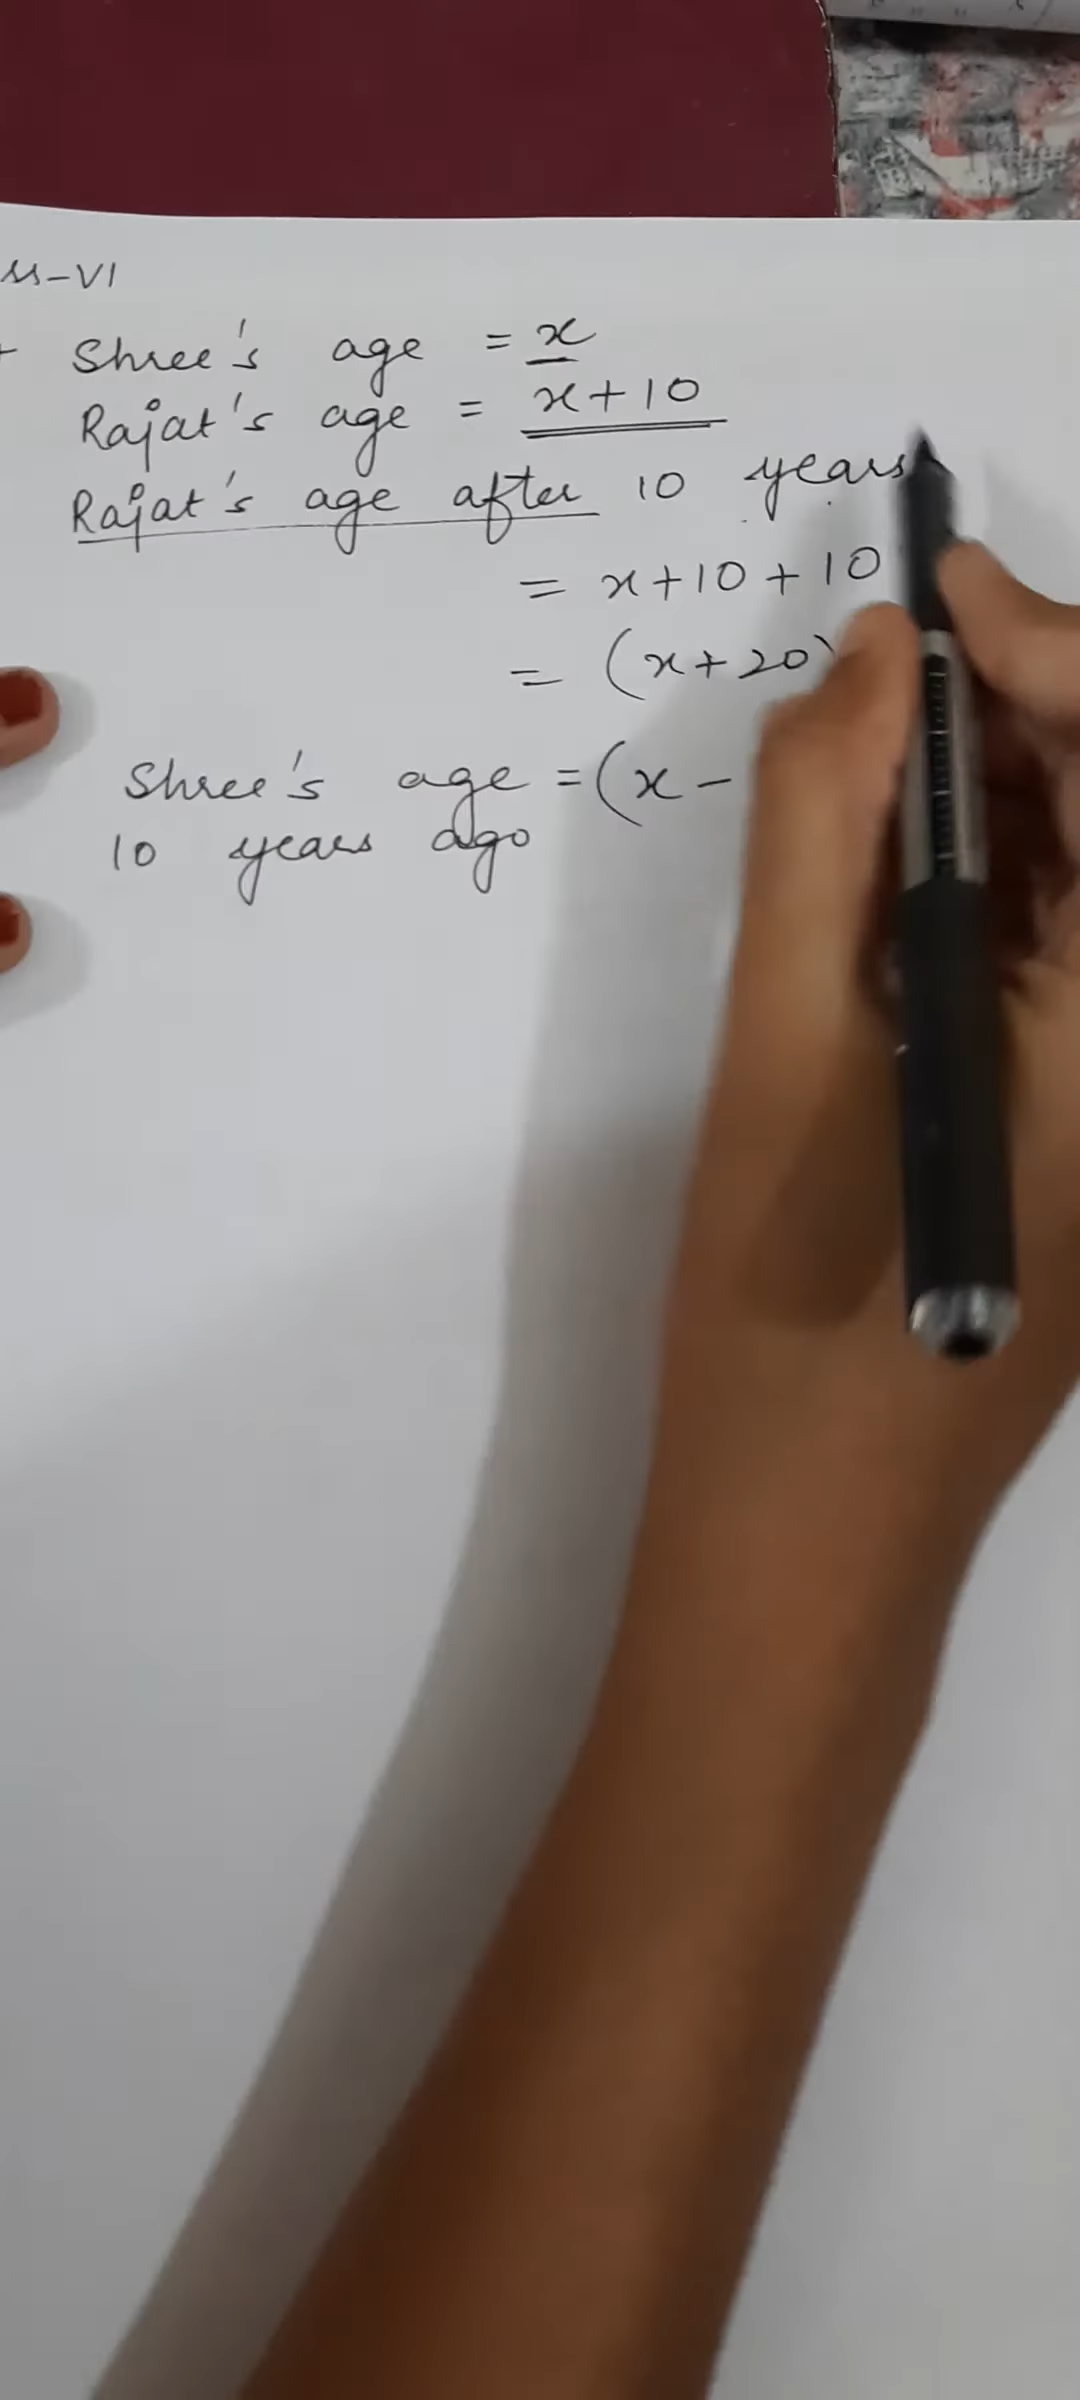 ss-VI
Shree's age = x
Rajat's age = x+10
Rajat's age after 10 years
= x+10+10
= (x+20)
Shree's age = (x-
10 years ago